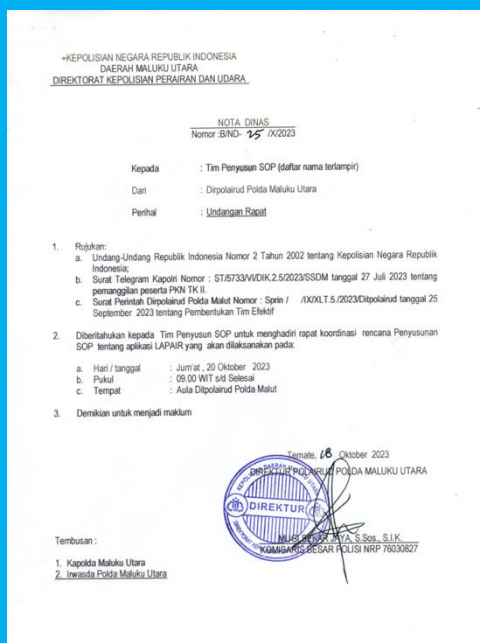 +KEPOLISIAN NEGARA REPUBLIK INDONESIA
DAERAH MALUKU UTARA
DIREKTORAT KEPOLISIAN PERAIRAN DAN UDARA
NOTA DINAS
Nomor :B/ND- 25 /X/2023
Kepada : Tim Penyusun SOP (daftar nama terlampir)
Dari : Dirpolairud Polda Maluku Utara
Perihal : Undangan Rapat
1. Rujukan:
a. Undang-Undang Republik Indonesia Nomor 2 Tahun 2002 tentang Kepolisian Negara Republik
Indonesia;
b. Surat Telegram Kapolri Nomor : ST/5733/VI/DIK.2.5/2023/SSDM tanggal 27 Juli 2023 tentang
pemanggilan peserta PKN TK II.
c. Surat Perintah Dirpolairud Polda Malut Nomor : Sprin / /IX/XLT.5./2023/Ditpolairud tanggal 25
September 2023 tentang Pembentukan Tim Efektif
2. Diberitahukan kepada Tim Penyusun SOP untuk menghadiri rapat koordinasi rencana Penyusunan
SOP tentang aplikasi LAPAIR yang akan dilaksanakan pada:
a. Hari / tanggal : Jum'at , 20 Oktober 2023
b. Pukul : 09.00 WIT s/d Selesai
c. Tempat : Aula Ditpolairud Polda Malut
3. Demikian untuk menjadi maklum
Ternate, 18 Oktober 2023
DIREKTUR POLAIRUD POLDA MALUKU UTARA
DIREKTUR
JAYA, S.Sos., S.I.K.
KOMISARIS BESAR POLISI NRP 76030827
Tembusan :
1. Kapolda Maluku Utara
2. Irwasda Polda Maluku Utara